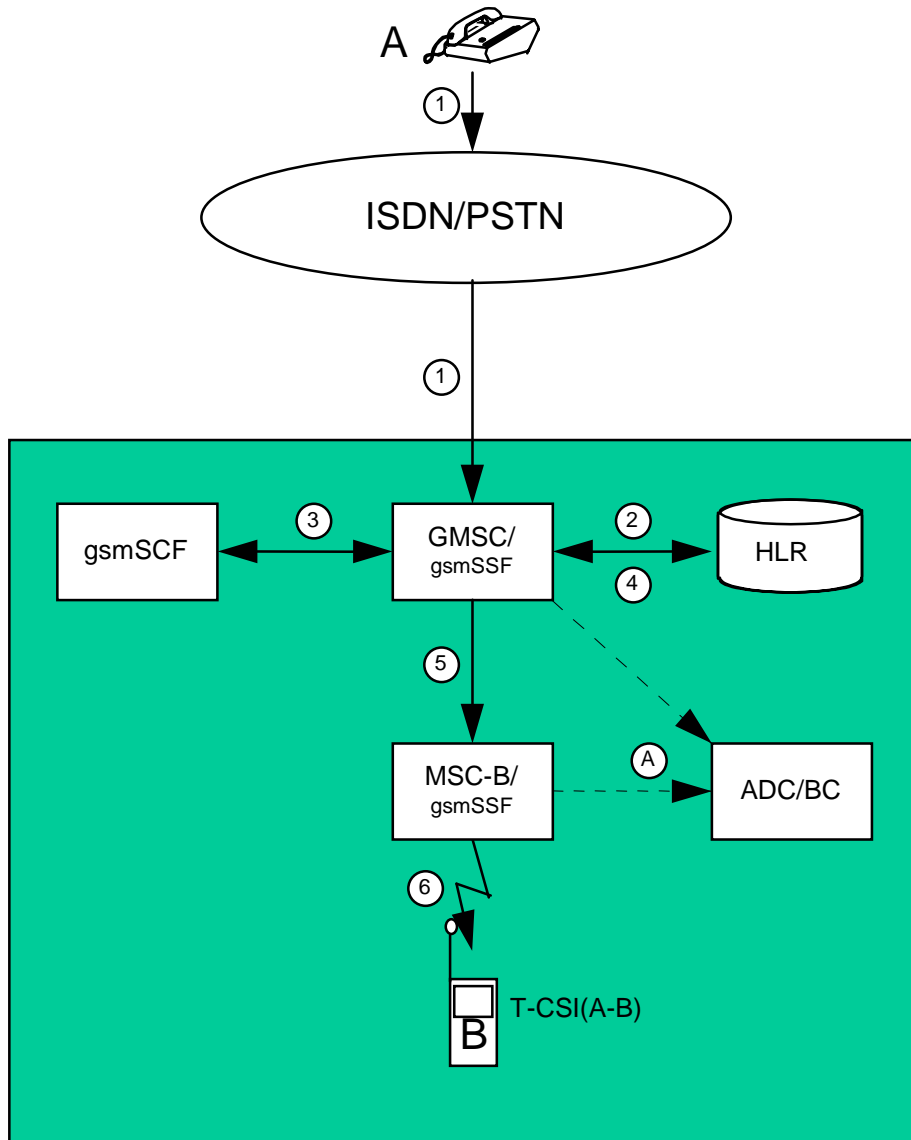 A
1
ISDN/PSTN
1
gsmSCF
3
GMSC/
gsmSSF
2
4
HLR
5
MSC-B/
gsmSSF
A
ADC/BC
6
T-CSI(A-B)
B